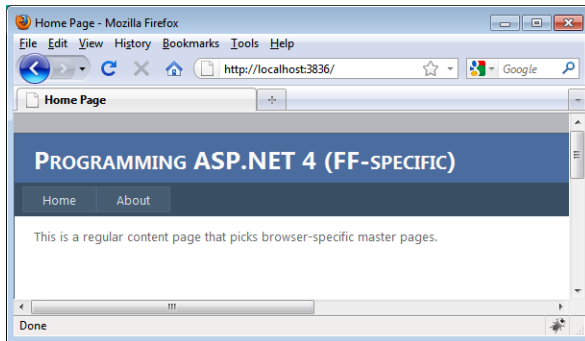 Home Page - Mozilla Firefox
File Edit View History Bookmarks Tools Help
http://localhost:3836/ Google
Home Page
PROGRAMMING ASP.NET 4 (FF-SPECIFIC)
Home About
This is a regular content page that picks browser-specific master pages.
Done